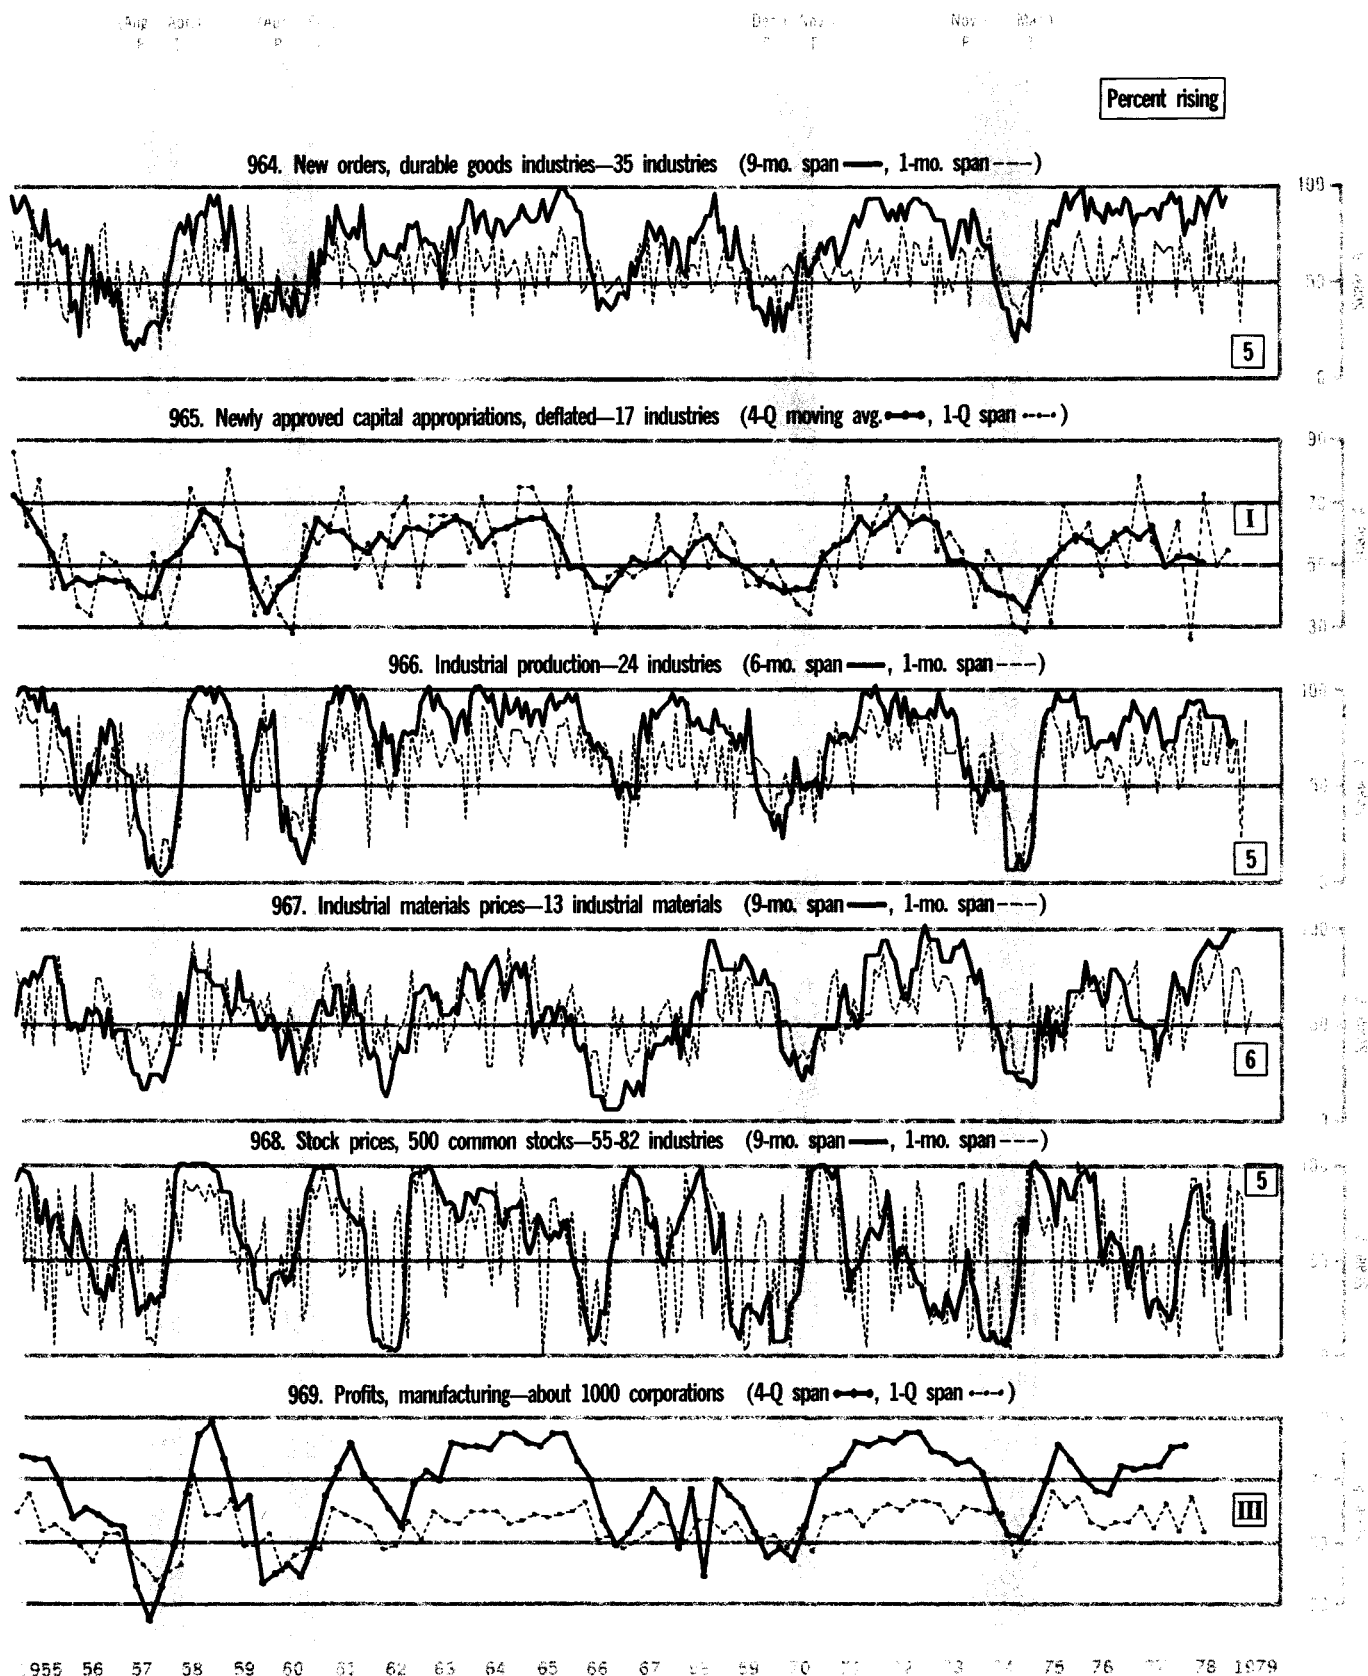 Percent rising
964. New orders, durable goods industries—35 industries (9-mo. span ——, 1-mo. span ----)
100
5
965. Newly approved capital appropriations, deflated—17 industries (4-Q moving avg. •—•—•, 1-Q span •--•--•)
90
I
30
966. Industrial production—24 industries (6-mo. span ——, 1-mo. span ----)
100
5
967. Industrial materials prices—13 industrial materials (9-mo. span ——, 1-mo. span ----)
6
968. Stock prices, 500 common stocks—55-82 industries (9-mo. span ——, 1-mo. span ----)
5
969. Profits, manufacturing—about 1000 corporations (4-Q span •—•—•, 1-Q span •--•--•)
III
1955 56 57 58 59 60 61 62 63 64 65 66 67 69 70 75 76 78 1979